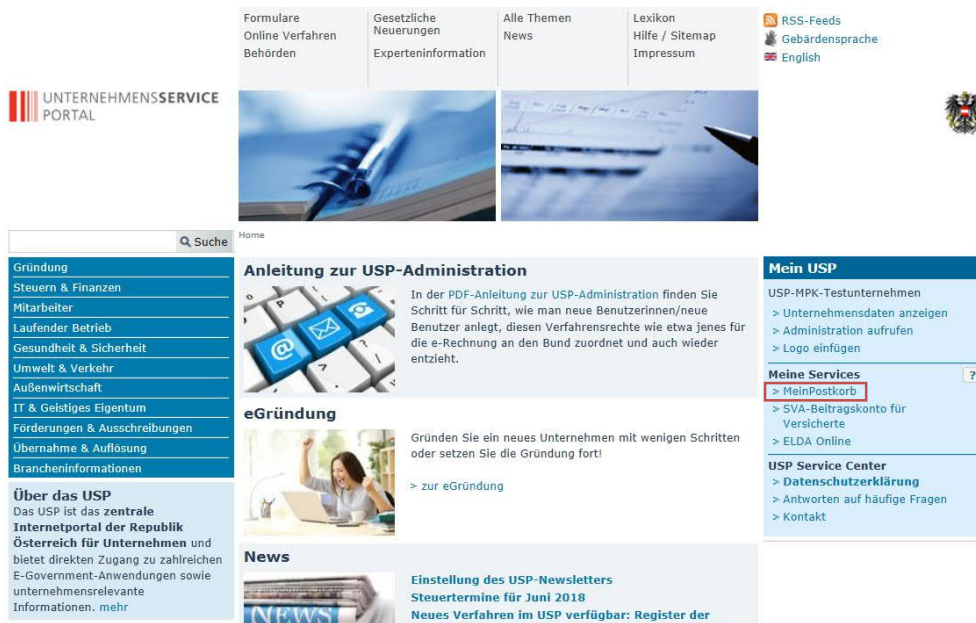 Formulare
Online Verfahren
Behörden
Gesetzliche
Neuerungen
Experteninformation
Alle Themen
News
Lexikon
Hilfe / Sitemap
Impressum
RSS-Feeds
Gebärdensprache
English
UNTERNEHMENSSERVICE
PORTAL
Suche
Home
Gründung
Steuern & Finanzen
Mitarbeiter
Laufender Betrieb
Gesundheit & Sicherheit
Umwelt & Verkehr
Außenwirtschaft
IT & Geistiges Eigentum
Förderungen & Ausschreibungen
Übernahme & Auflösung
Brancheninformationen
Über das USP
Das USP ist das zentrale
Internetportal der Republik
Österreich für Unternehmen und
bietet direkten Zugang zu zahlreichen
E-Government-Anwendungen sowie
unternehmensrelevante
Informationen. mehr
Anleitung zur USP-Administration
In der PDF-Anleitung zur USP-Administration finden Sie
Schritt für Schritt, wie man neue Benutzerinnen/neue
Benutzer anlegt, diesen Verfahrensrechte wie etwa jenes für
die e-Rechnung an den Bund zuordnet und auch wieder
entzieht.
@
eGründung
Gründen Sie ein neues Unternehmen mit wenigen Schritten
oder setzen Sie die Gründung fort!
> zur eGründung
News
NEWS
Einstellung des USP-Newsletters
Steuertermine für Juni 2018
Neues Verfahren im USP verfügbar: Register der
Mein USP
USP-MPK-Testunternehmen
> Unternehmensdaten anzeigen
> Administration aufrufen
> Logo einfügen
Meine Services
?
> MeinPostkorb
> SVA-Beitragskonto für
Versicherte
> ELDA Online
USP Service Center
> Datenschutzerklärung
> Antworten auf häufige Fragen
> Kontakt